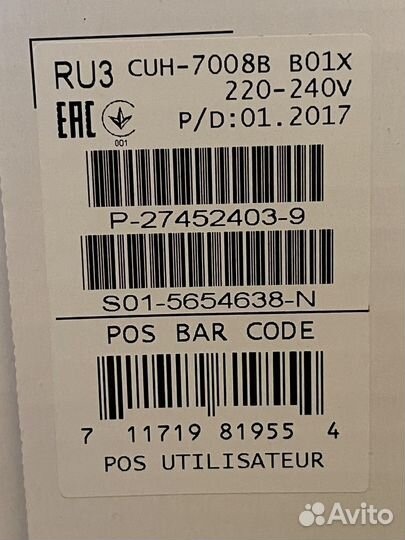 RU3 CUH-7008B B01X
220-240V
EAC 001 P/D:01.2017
P-27452403-9
S01-5654638-N
POS BAR CODE
7 11719 81955 4
POS UTILISATEUR
Avito